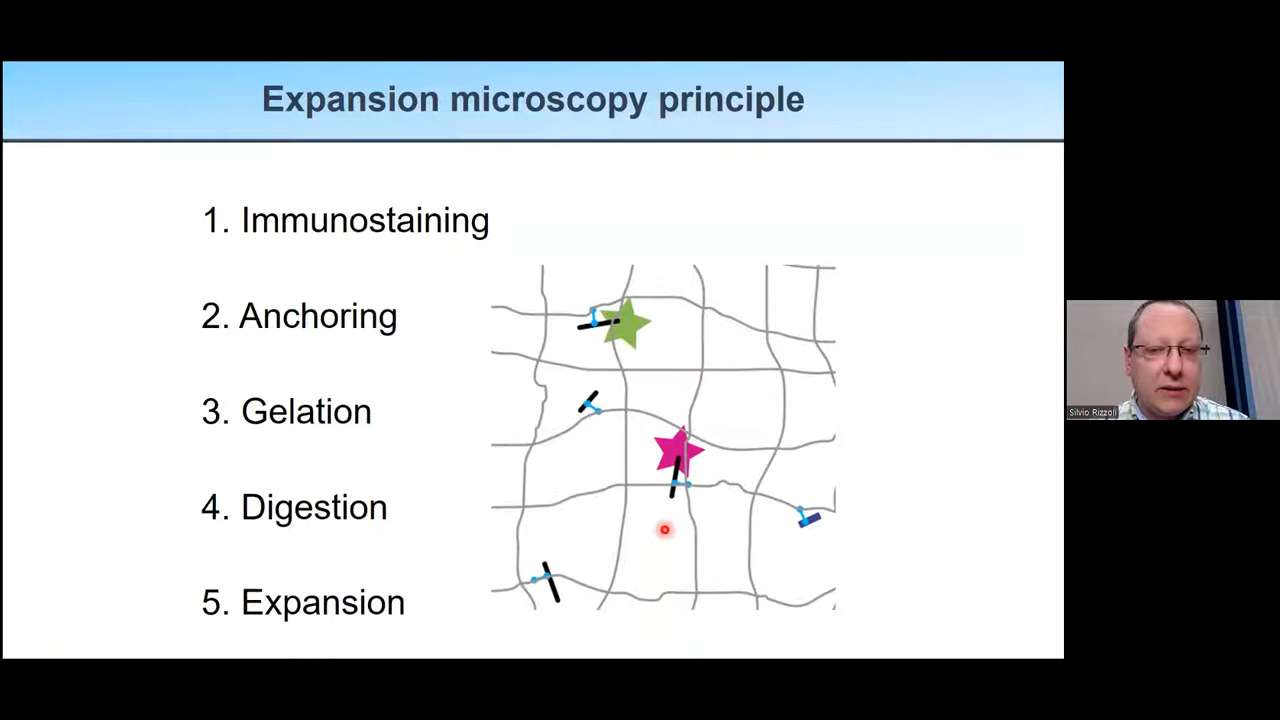 Expansion microscopy principle
1. Immunostaining
2. Anchoring
3. Gelation
4. Digestion
5. Expansion
Silvio Rizzoli